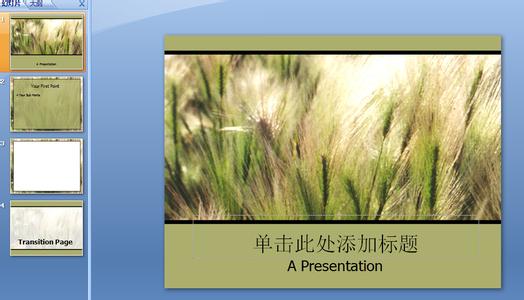 幻灯片
大纲
X
1
A Presentation
2
Your First Point
Your Sub Points
3
4
Transition Page
单击此处添加标题
A Presentation